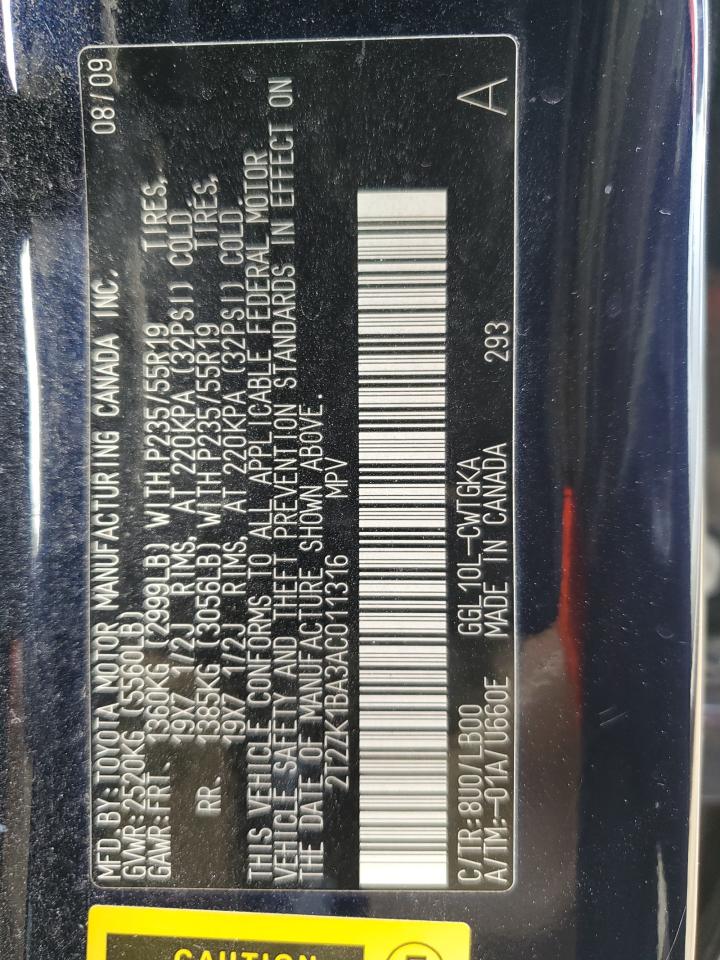 MFD BY:TOYOTA MOTOR MANUFACTURING CANADA INC. 08/09
GVWR:2520KG (5560LB)
GAWR:FRT. 1360KG (2999LB) WITH P235/55R19 TIRES,
19X7 1/2J RIMS, AT 220KPA (32PSI) COLD.
RR. 1385KG (3056LB) WITH P235/55R19 TIRES,
19X7 1/2J RIMS, AT 220KPA (32PSI) COLD.
THIS VEHICLE CONFORMS TO ALL APPLICABLE FEDERAL MOTOR
VEHICLE SAFETY AND THEFT PREVENTION STANDARDS IN EFFECT ON
THE DATE OF MANUFACTURE SHOWN ABOVE.
2T2ZK1BA3AC011316 MPV
C/TR:8U0/LB00 GGL10L-CWTGKA A
A/TM:-01A/U660E MADE IN CANADA 293
CAUTION